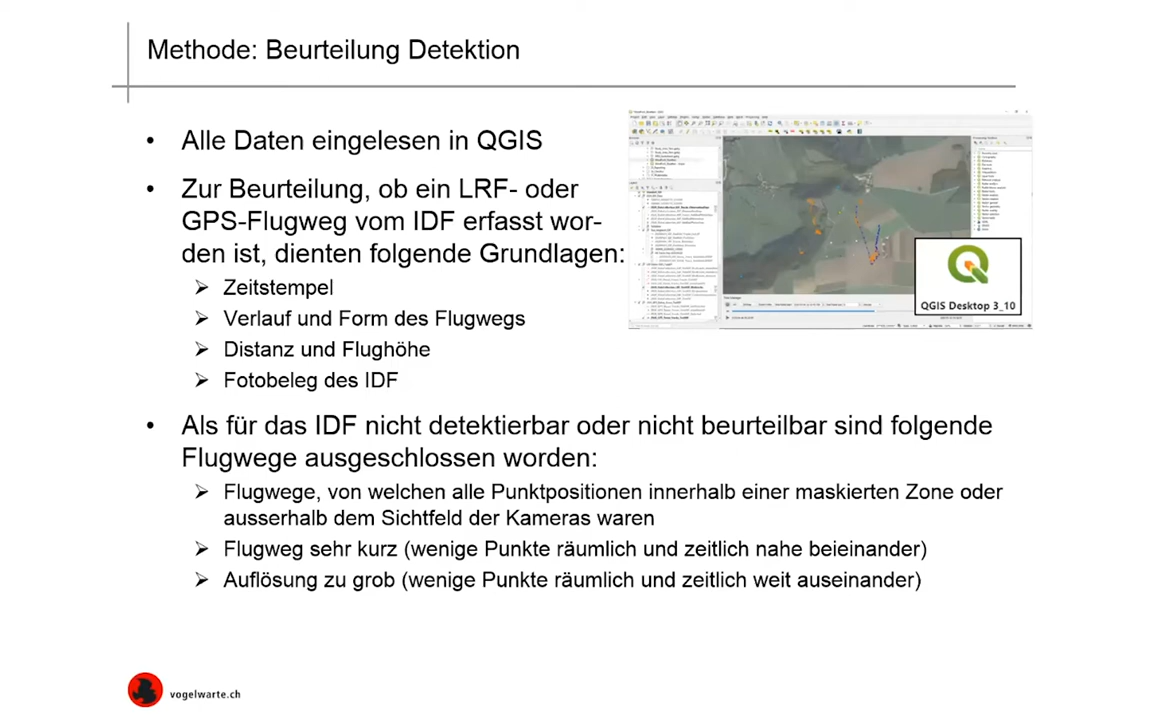 Methode: Beurteilung Detektion
• Alle Daten eingelesen in QGIS
• Zur Beurteilung, ob ein LRF- oder
GPS-Flugweg vom IDF erfasst wor-
den ist, dienten folgende Grundlagen:
➢ Zeitstempel
➢ Verlauf und Form des Flugwegs
➢ Distanz und Flughöhe
➢ Fotobeleg des IDF
QGIS Desktop 3_10
• Als für das IDF nicht detektierbar oder nicht beurteilbar sind folgende
Flugwege ausgeschlossen worden:
➢ Flugwege, von welchen alle Punktpositionen innerhalb einer maskierten Zone oder
ausserhalb dem Sichtfeld der Kameras waren
➢ Flugweg sehr kurz (wenige Punkte räumlich und zeitlich nahe beieinander)
➢ Auflösung zu grob (wenige Punkte räumlich und zeitlich weit auseinander)
vogelwarte.ch